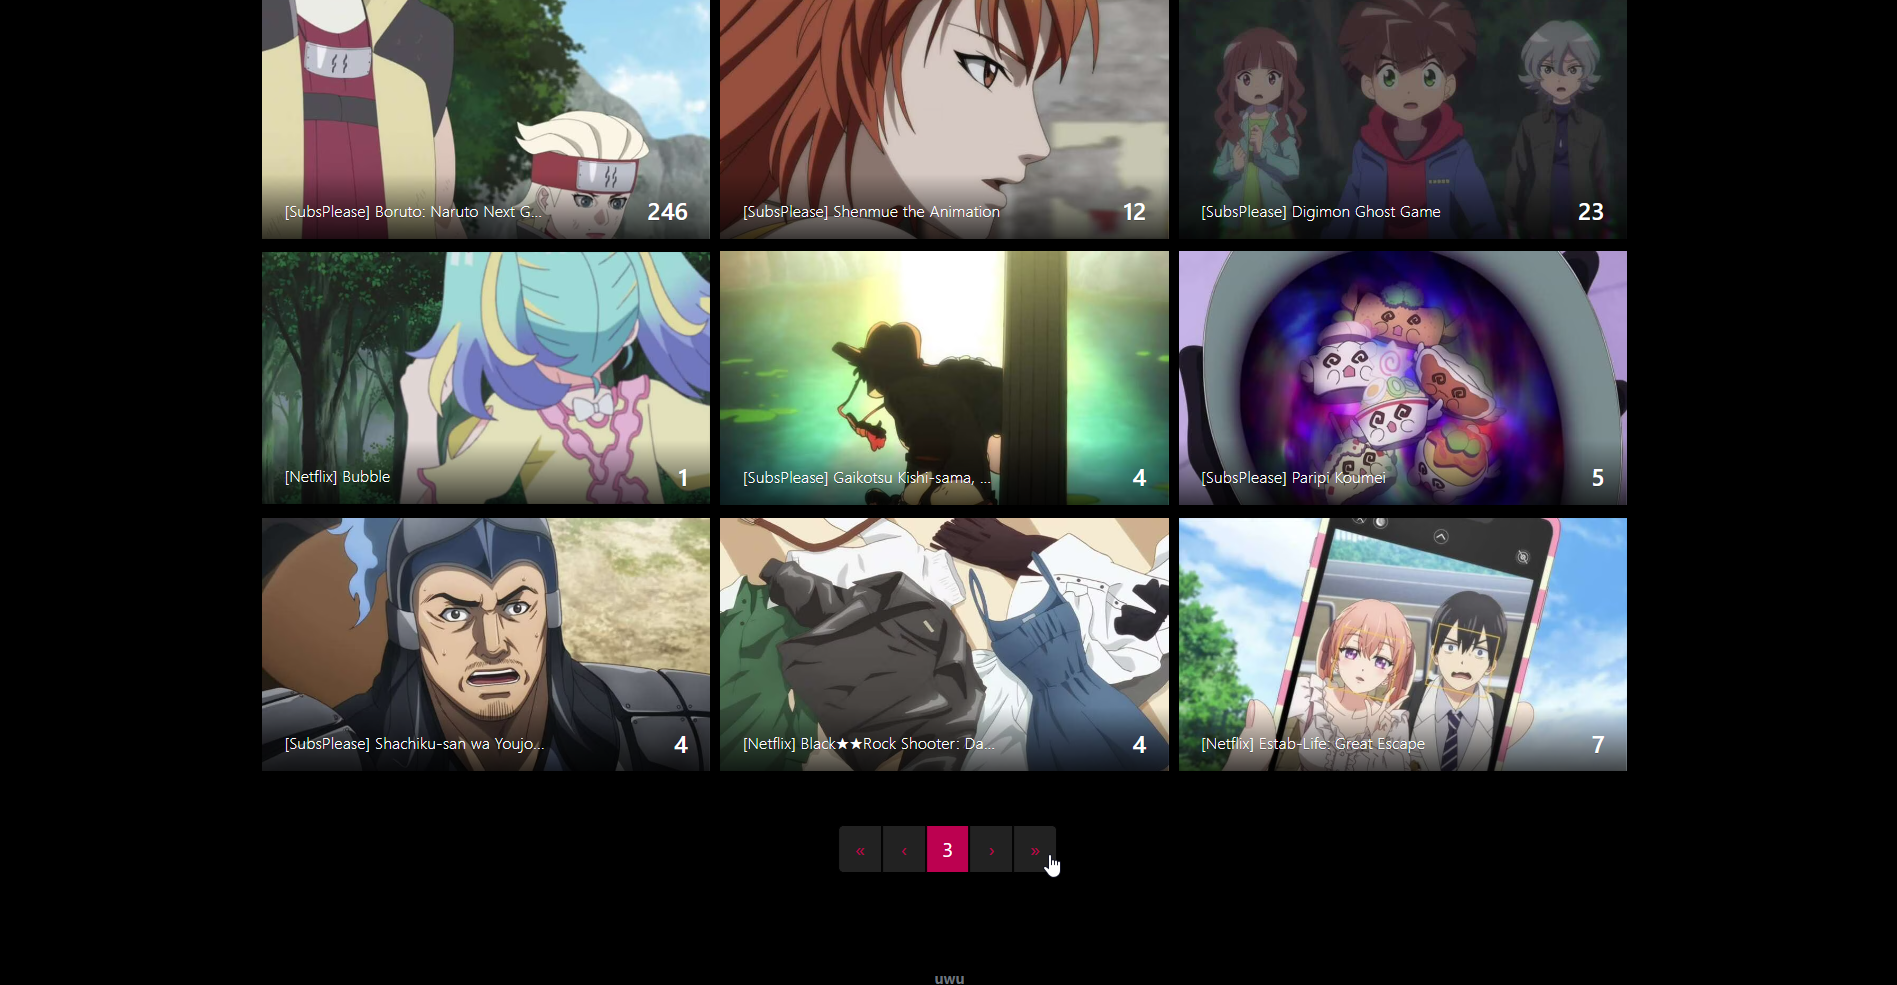 [SubsPlease] Boruto: Naruto Next G... 246
[SubsPlease] Shenmue the Animation 12
[SubsPlease] Digimon Ghost Game 23
[Netflix] Bubble 1
[SubsPlease] Gaikotsu Kishi-sama, ... 4
[SubsPlease] Paripi Koumei 5
[SubsPlease] Shachiku-san wa Youjo... 4
[Netflix] Black★★Rock Shooter: Da... 4
[Netflix] Estab-Life: Great Escape 7
« ‹ 3 › »
uwu